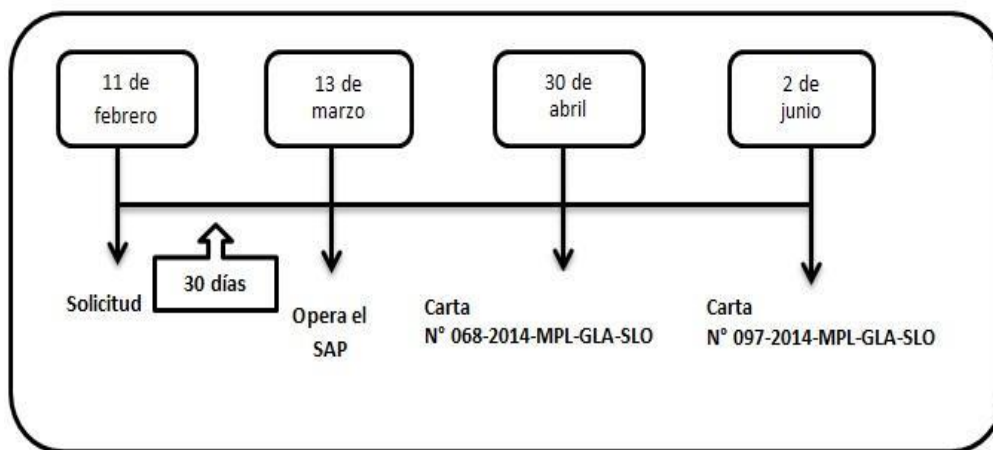 11 de
febrero
13 de
marzo
30 de
abril
2 de
junio
Solicitud
30 días
Opera el
SAP
Carta
N° 068-2014-MPL-GLA-SLO
Carta
N° 097-2014-MPL-GLA-SLO